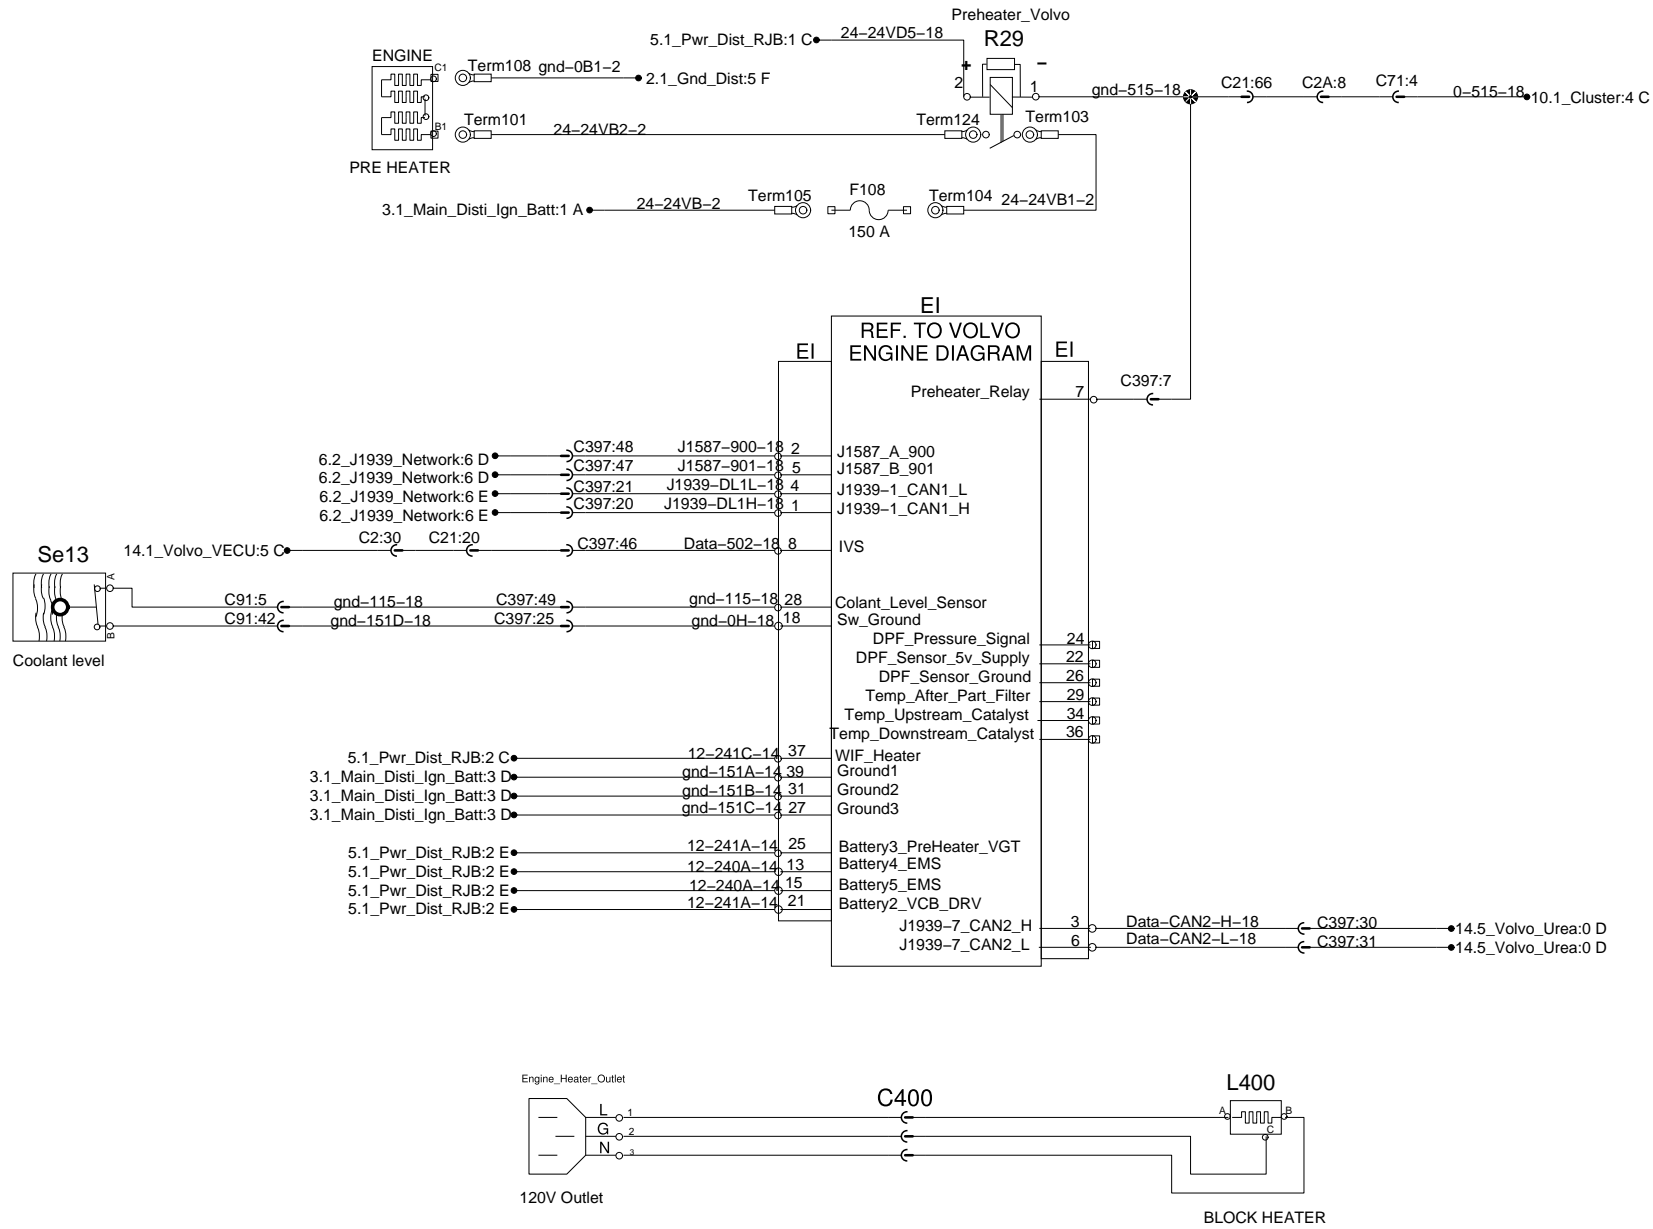 Preheater_Volvo
R29
5.1_Pwr_Dist_RJB:1 C
24-24VD5-18
ENGINE
C1
Term108
gnd-0B1-2
2.1_Gnd_Dist:5 F
+
-
2
1
gnd-515-18
C21:66
C2A:8
C71:4
0-515-18
10.1_Cluster:4 C
B1
Term101
24-24VB2-2
Term124
Term103
PRE HEATER
3.1_Main_Disti_Ign_Batt:1 A
24-24VB-2
Term105
F108
150 A
Term104
24-24VB1-2
EI
REF. TO VOLVO
ENGINE DIAGRAM
EI
EI
Preheater_Relay
7
C397:7
6.2_J1939_Network:6 D
C397:48
J1587-900-18
2
J1587_A_900
6.2_J1939_Network:6 D
C397:47
J1587-901-18
5
J1587_B_901
6.2_J1939_Network:6 E
C397:21
J1939-DL1L-18
4
J1939-1_CAN1_L
6.2_J1939_Network:6 E
C397:20
J1939-DL1H-18
1
J1939-1_CAN1_H
14.1_Volvo_VECU:5 C
C2:30
C21:20
C397:46
Data-502-18
8
IVS
Se13
A
B
Coolant level
C91:5
gnd-115-18
C397:49
gnd-115-18
28
Colant_Level_Sensor
C91:42
gnd-151D-18
C397:25
gnd-0H-18
18
Sw_Ground
DPF_Pressure_Signal
24
DPF_Sensor_5v_Supply
22
DPF_Sensor_Ground
26
Temp_After_Part_Filter
29
Temp_Upstream_Catalyst
34
Temp_Downstream_Catalyst
36
5.1_Pwr_Dist_RJB:2 C
12-241C-14
37
WIF_Heater
3.1_Main_Disti_Ign_Batt:3 D
gnd-151A-14
39
Ground1
3.1_Main_Disti_Ign_Batt:3 D
gnd-151B-14
31
Ground2
3.1_Main_Disti_Ign_Batt:3 D
gnd-151C-14
27
Ground3
5.1_Pwr_Dist_RJB:2 E
12-241A-14
25
Battery3_PreHeater_VGT
5.1_Pwr_Dist_RJB:2 E
12-240A-14
13
Battery4_EMS
5.1_Pwr_Dist_RJB:2 E
12-240A-14
15
Battery5_EMS
5.1_Pwr_Dist_RJB:2 E
12-241A-14
21
Battery2_VCB_DRV
J1939-7_CAN2_H
3
Data-CAN2-H-18
C397:30
14.5_Volvo_Urea:0 D
J1939-7_CAN2_L
6
Data-CAN2-L-18
C397:31
14.5_Volvo_Urea:0 D
Engine_Heater_Outlet
L
1
G
2
N
3
120V Outlet
C400
L400
A
B
C
BLOCK HEATER